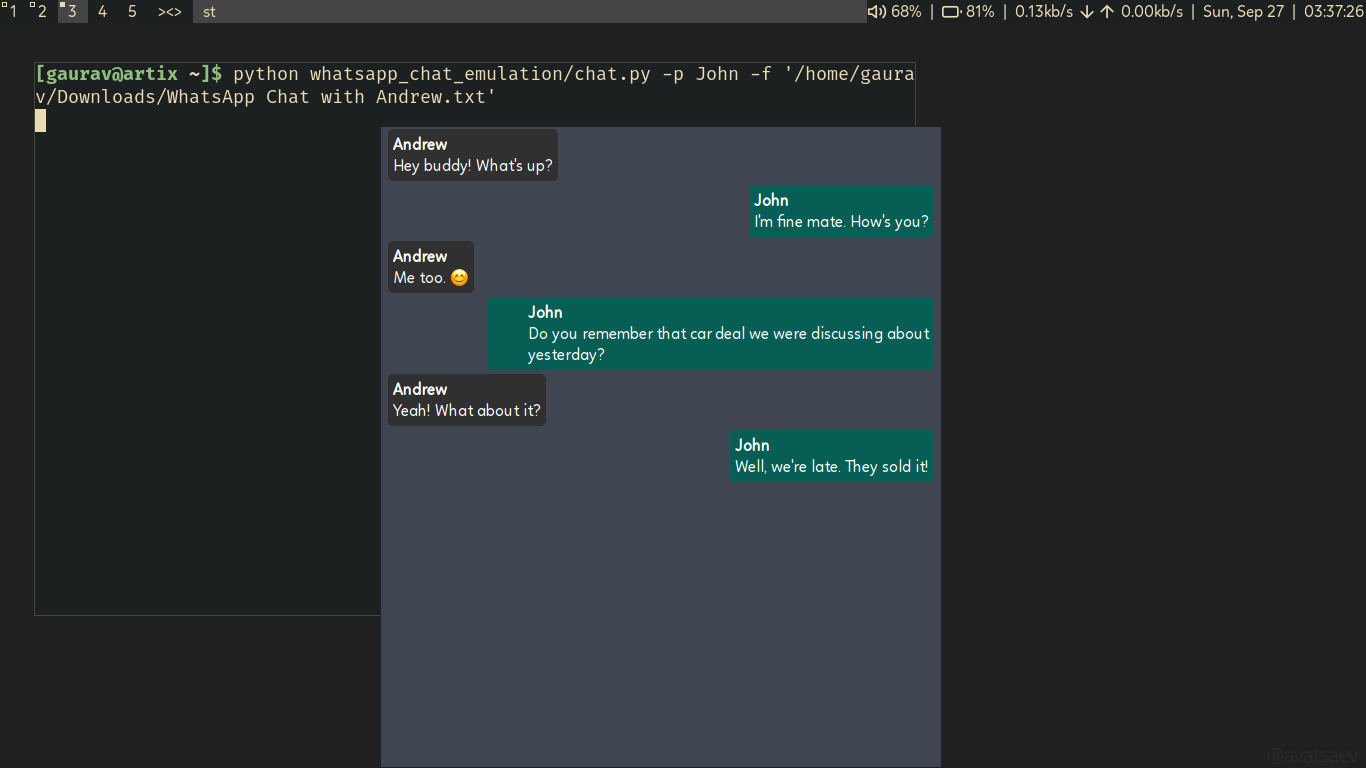 1 2 3 4 5 ><> st 68% | 81% | 0.13kb/s ↓ ↑ 0.00kb/s | Sun, Sep 27 | 03:37:26
[gaurav@artix ~]$ python whatsapp_chat_emulation/chat.py -p John -f '/home/gaura
v/Downloads/WhatsApp Chat with Andrew.txt'
Andrew
Hey buddy! What's up?
John
I'm fine mate. How's you?
Andrew
Me too. 😊
John
Do you remember that car deal we were discussing about
yesterday?
Andrew
Yeah! What about it?
John
Well, we're late. They sold it!
@avatsaev